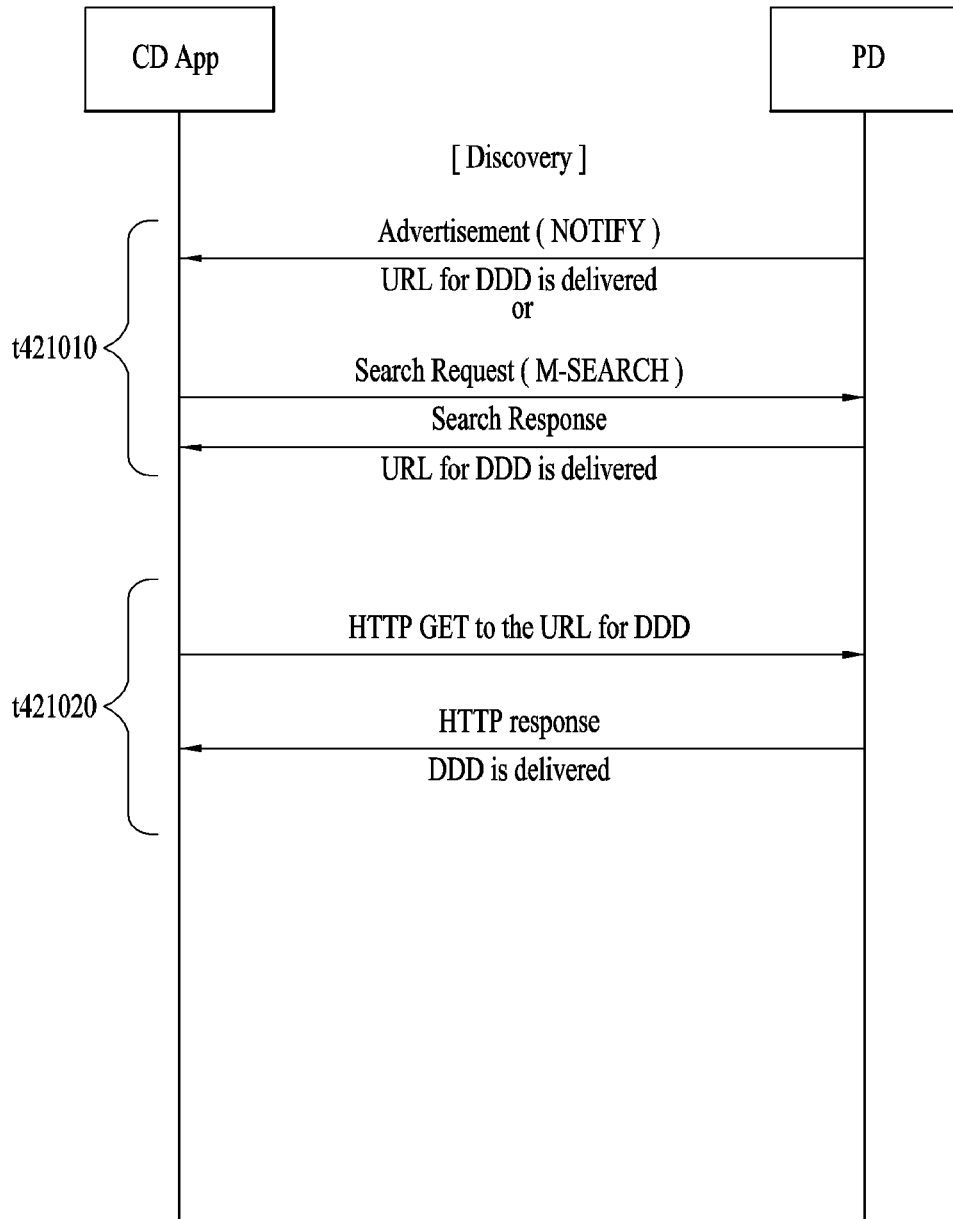 CD App
PD
[ Discovery ]
Advertisement ( NOTIFY )
URL for DDD is delivered
or
t421010
Search Request ( M-SEARCH )
Search Response
URL for DDD is delivered
HTTP GET to the URL for DDD
t421020
HTTP response
DDD is delivered